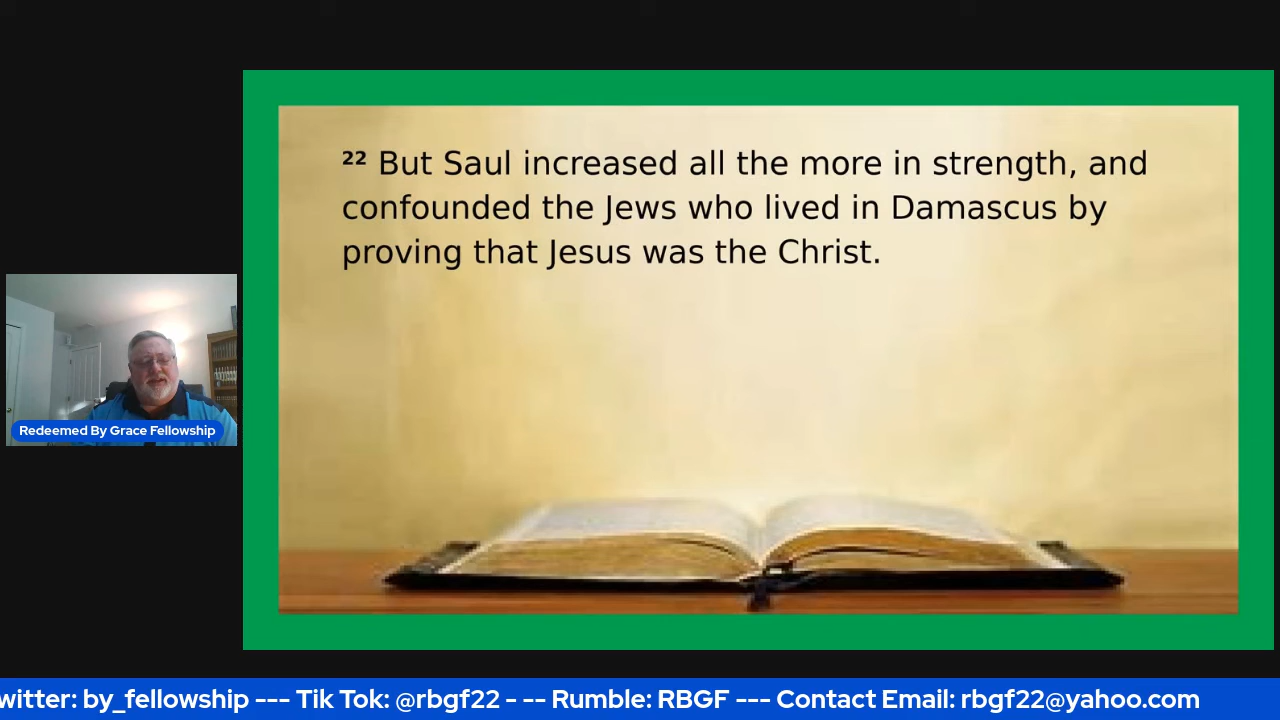 ²² But Saul increased all the more in strength, and
confounded the Jews who lived in Damascus by
proving that Jesus was the Christ.
Redeemed By Grace Fellowship
witter: by_fellowship --- Tik Tok: @rbgf22 - -- Rumble: RBGF --- Contact Email: rbgf22@yahoo.com